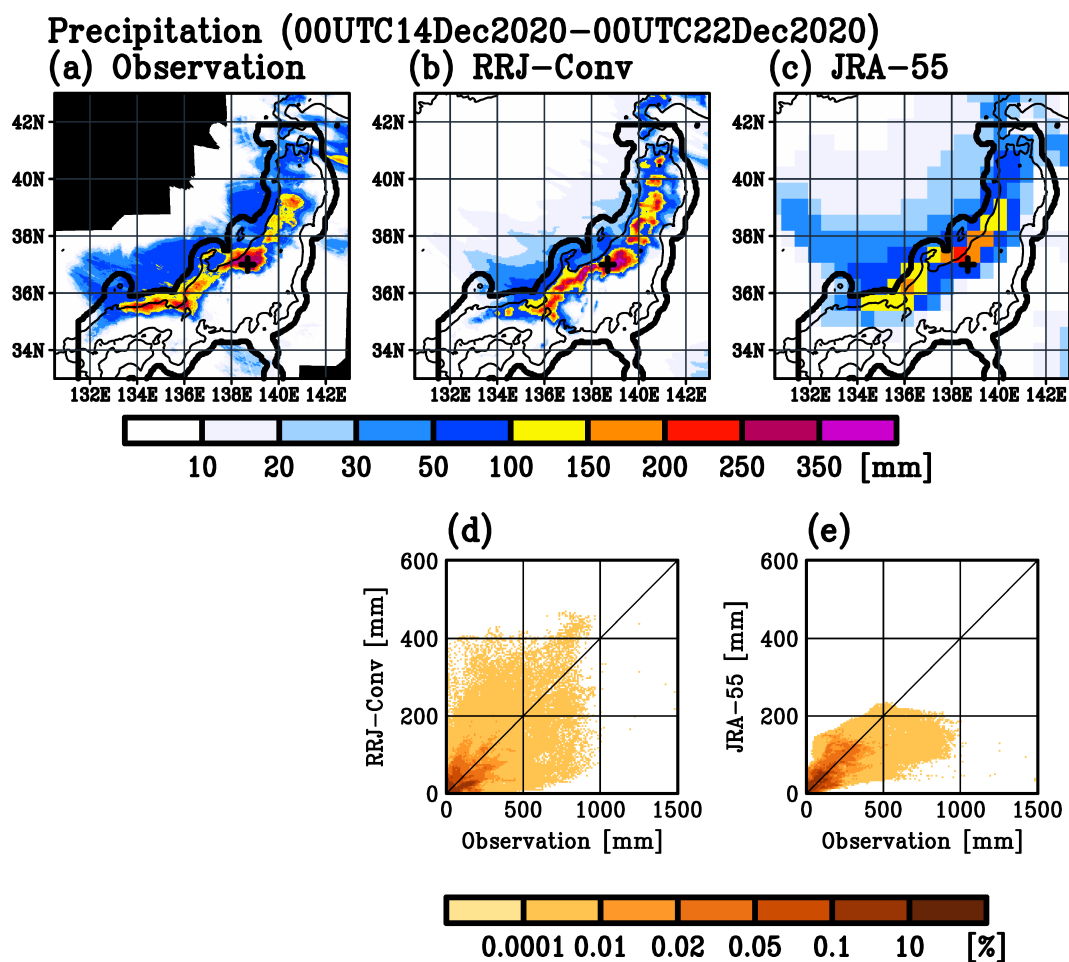 Precipitation (00UTC14Dec2020-00UTC22Dec2020)
(a) Observation (b) RRJ-Conv (c) JRA-55
42N 42N 42N
40N 40N 40N
38N 38N 38N
36N 36N 36N
34N 34N 34N
132E 134E 136E 138E 140E 142E 132E 134E 136E 138E 140E 142E 132E 134E 136E 138E 140E 142E
10 20 30 50 100 150 200 250 350 [mm]
(d) (e)
600 600
400 400
200 200
0 0
RRJ-Conv [mm] JRA-55 [mm]
0 500 1000 1500 0 500 1000 1500
Observation [mm] Observation [mm]
0.0001 0.01 0.02 0.05 0.1 10 [%]